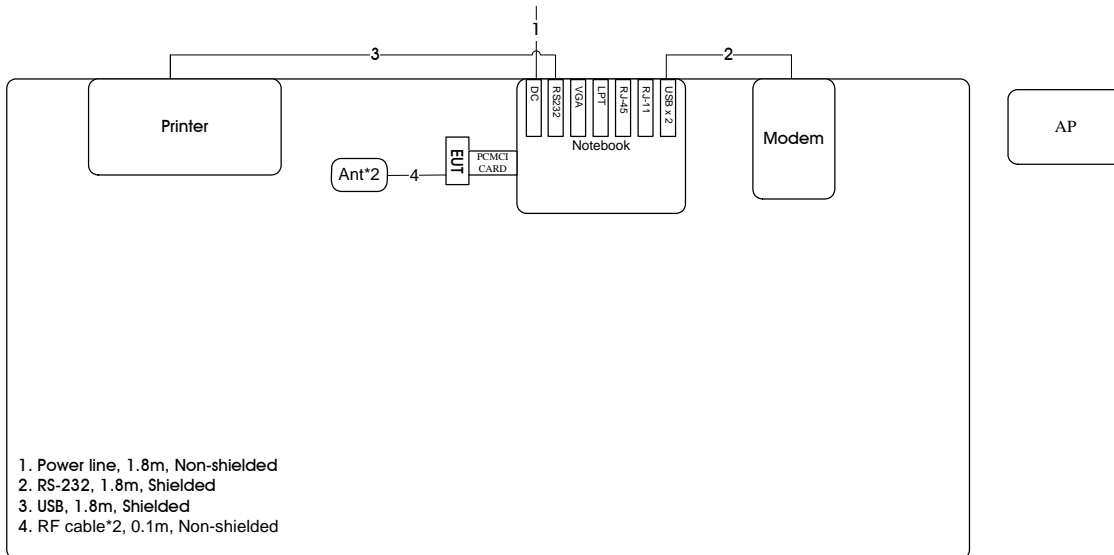 1
3
2
DC
RS232
VGA
LPT
RJ-45
RJ-11
USB x 2
Printer
Notebook
Modem
AP
EUT
PCMCI
CARD
Ant*2
4
1. Power line, 1.8m, Non-shielded
2. RS-232, 1.8m, Shielded
3. USB, 1.8m, Shielded
4. RF cable*2, 0.1m, Non-shielded